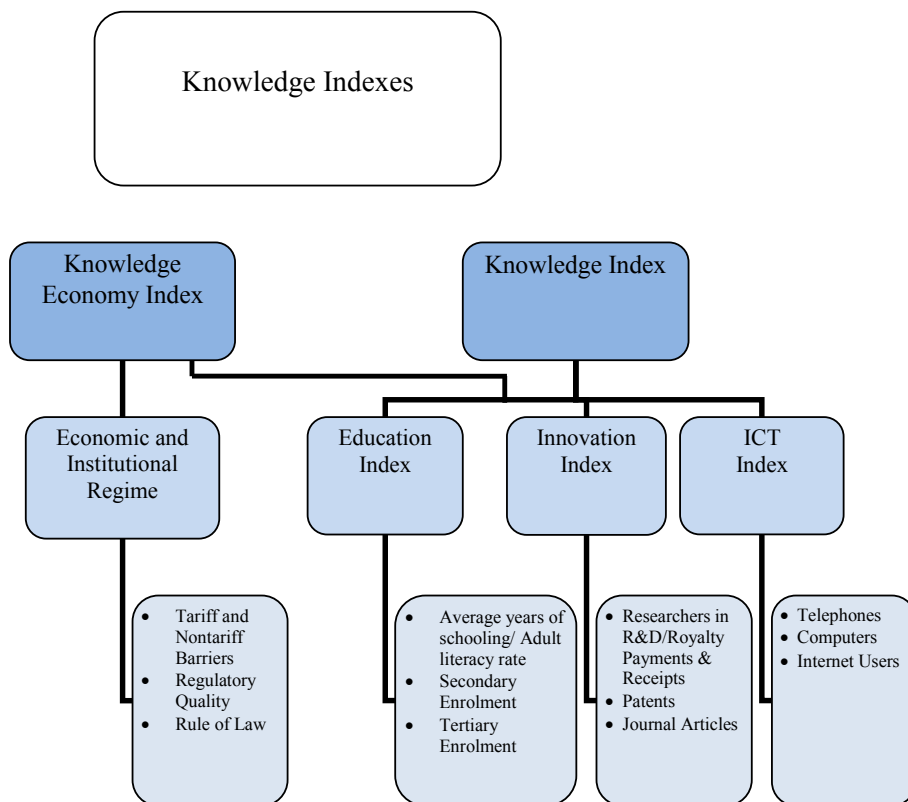 Knowledge Indexes
Knowledge
Economy Index
Knowledge Index
Economic and
Institutional
Regime
Education
Index
Innovation
Index
ICT
Index
• Tariff and
Nontariff
Barriers
• Regulatory
Quality
• Rule of Law
• Average years of
schooling/ Adult
literacy rate
• Secondary
Enrolment
• Tertiary
Enrolment
• Researchers in
R&D/Royalty
Payments &
Receipts
• Patents
• Journal Articles
• Telephones
• Computers
• Internet Users